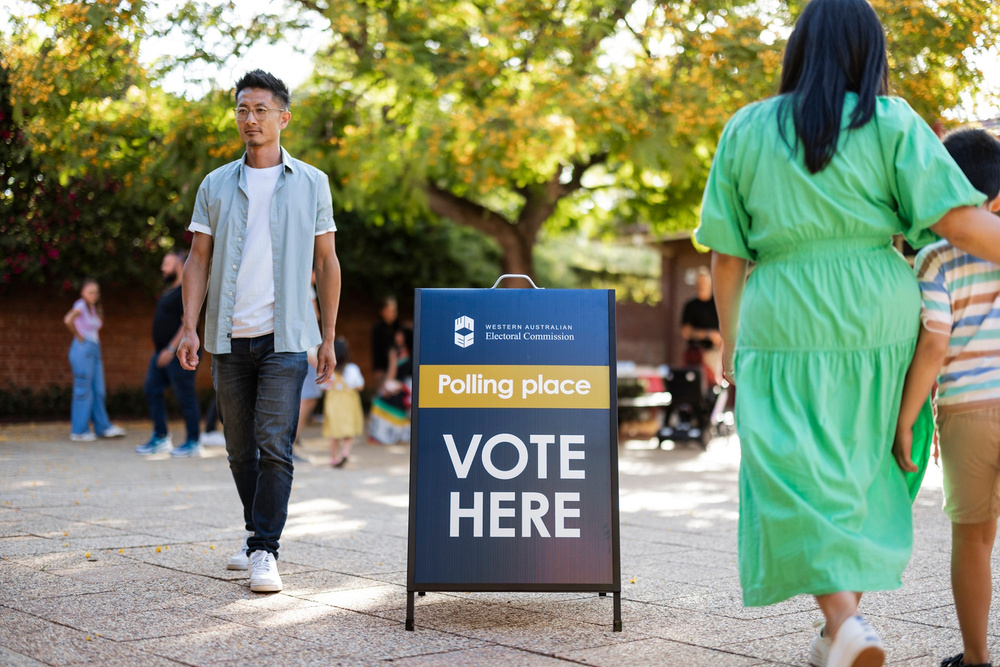 WESTERN AUSTRALIAN
Electoral Commission
Polling place
VOTE
HERE